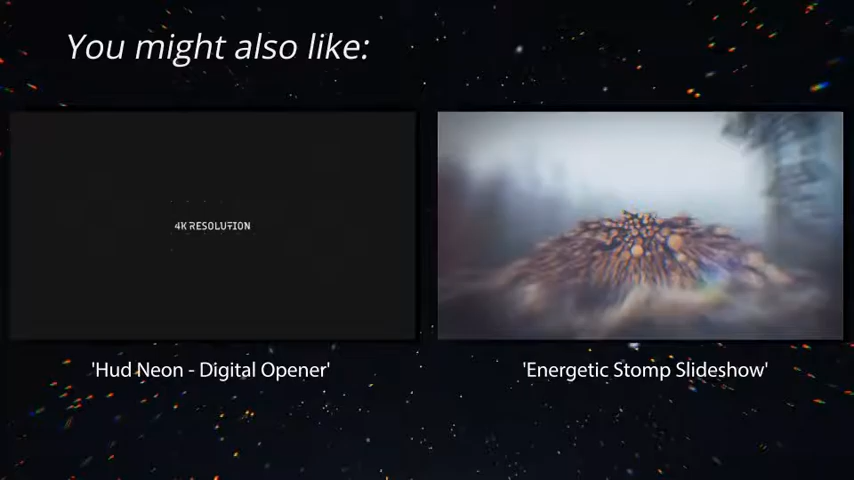 You might also like:
4K RESOLUTION
'Hud Neon - Digital Opener'
'Energetic Stomp Slideshow'